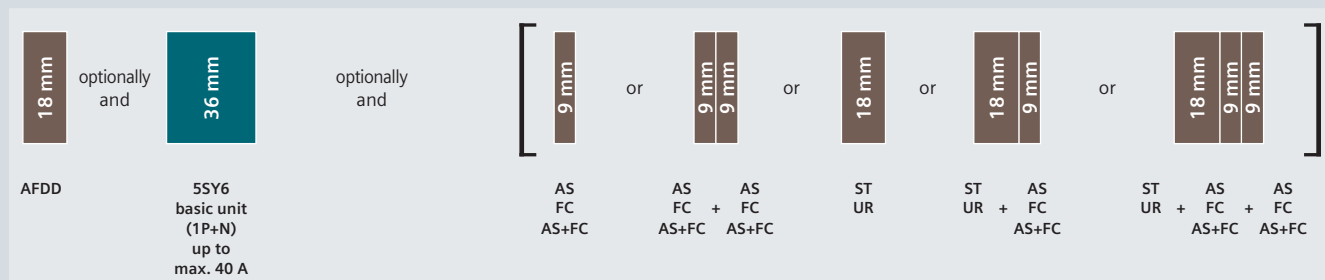 18 mm
optionally
and
36 mm
optionally
and
9 mm
or
9 mm
9 mm
or
18 mm
or
18 mm
9 mm
or
18 mm
9 mm
9 mm
AFDD
5SY6
basic unit
(1P+N)
up to
max. 40 A
AS
FC
AS+FC
AS AS
FC + FC
AS+FC AS+FC
ST
UR
ST AS
UR + FC
AS+FC
ST AS AS
UR + FC + FC
AS+FC AS+FC